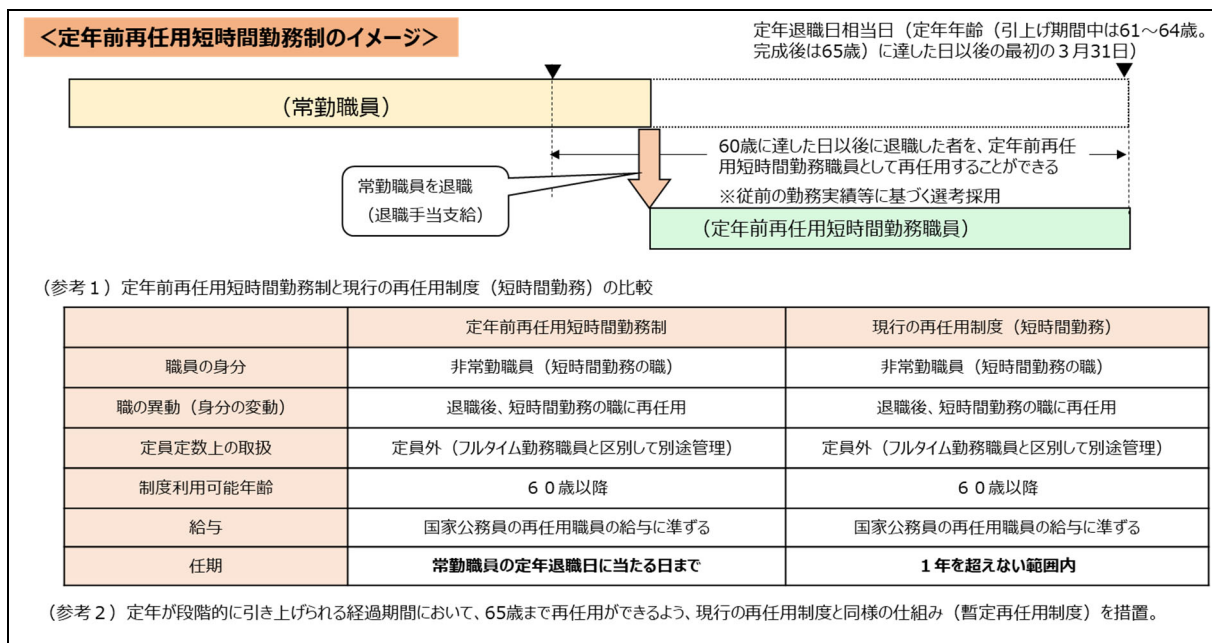 ＜定年前再任用短時間勤務制のイメージ＞
定年退職日相当日（定年年齢（引上げ期間中は61～64歳。
完成後は65歳）に達した日以後の最初の３月31日）
（常勤職員）
60歳に達した日以後に退職した者を、定年前再任
用短時間勤務職員として再任用することができる
※従前の勤務実績等に基づく選考採用
常勤職員を退職
（退職手当支給）
（定年前再任用短時間勤務職員）
（参考１）定年前再任用短時間勤務制と現行の再任用制度（短時間勤務）の比較
定年前再任用短時間勤務制 現行の再任用制度（短時間勤務）
職員の身分 非常勤職員（短時間勤務の職） 非常勤職員（短時間勤務の職）
職の異動（身分の変動） 退職後、短時間勤務の職に再任用 退職後、短時間勤務の職に再任用
定員定数上の取扱 定員外（フルタイム勤務職員と区別して別途管理） 定員外（フルタイム勤務職員と区別して別途管理）
制度利用可能年齢 ６０歳以降 ６０歳以降
給与 国家公務員の再任用職員の給与に準ずる 国家公務員の再任用職員の給与に準ずる
任期 常勤職員の定年退職日に当たる日まで １年を超えない範囲内
（参考２）定年が段階的に引き上げられる経過期間において、65歳まで再任用ができるよう、現行の再任用制度と同様の仕組み（暫定再任用制度）を措置。